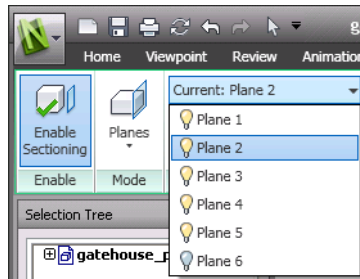 g
Home Viewpoint Review Animation
Current: Plane 2
Enable Sectioning
Planes
Enable
Mode
Plane 1
Plane 2
Plane 3
Plane 4
Plane 5
Plane 6
Selection Tree
gatehouse_p